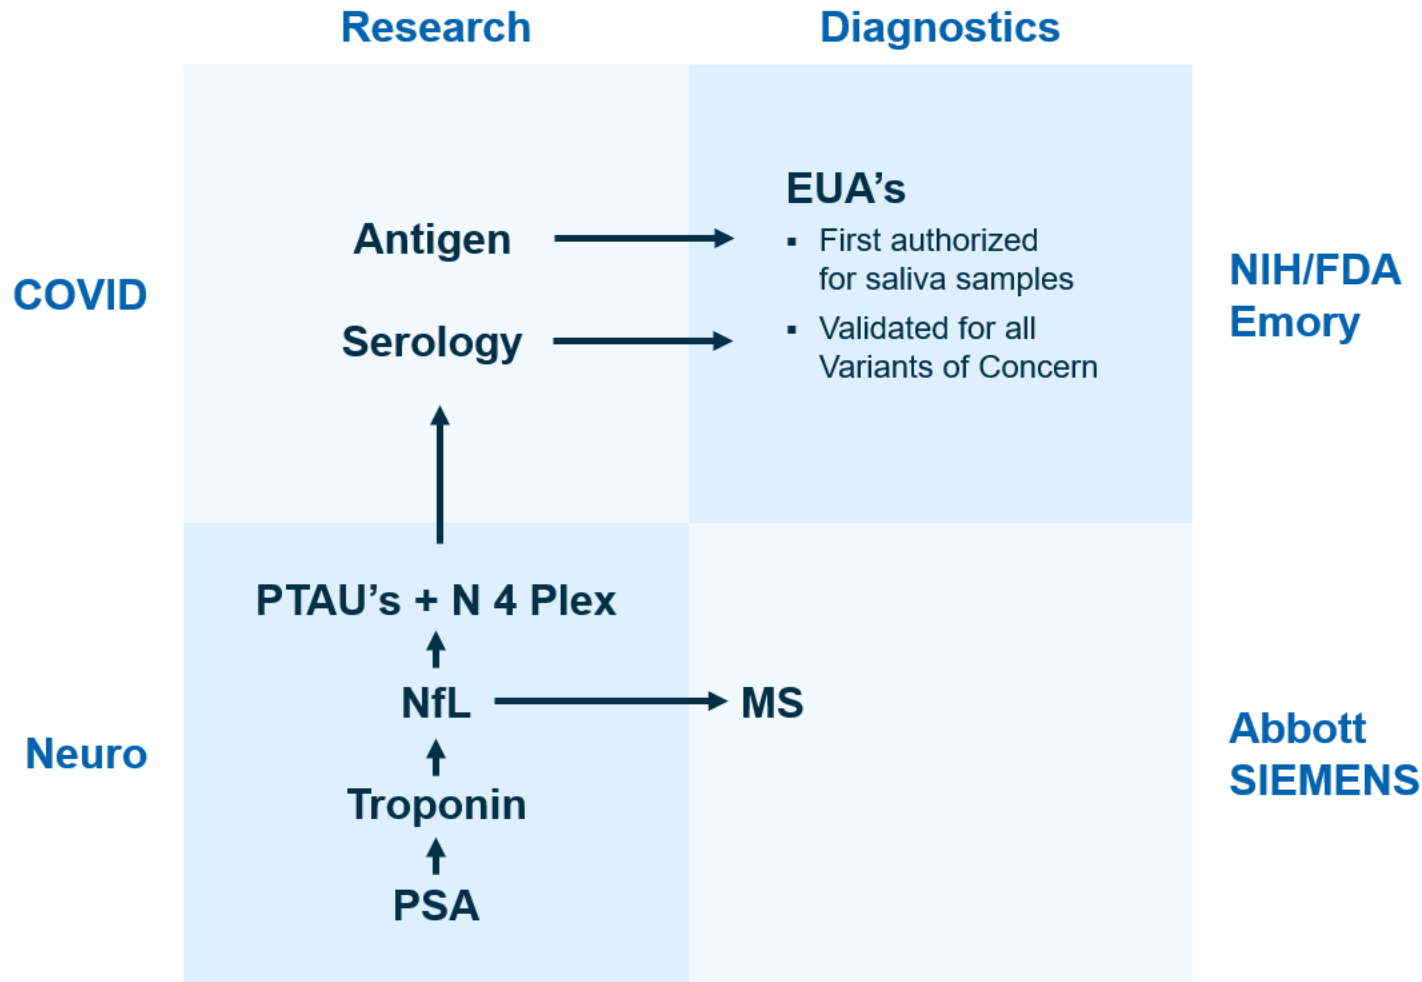 Research
Diagnostics
COVID
Antigen
Serology
EUA’s
▪ First authorized
for saliva samples
▪ Validated for all
Variants of Concern
NIH/FDA
Emory
Neuro
PTAU’s + N 4 Plex
NfL
MS
Troponin
PSA
Abbott
SIEMENS